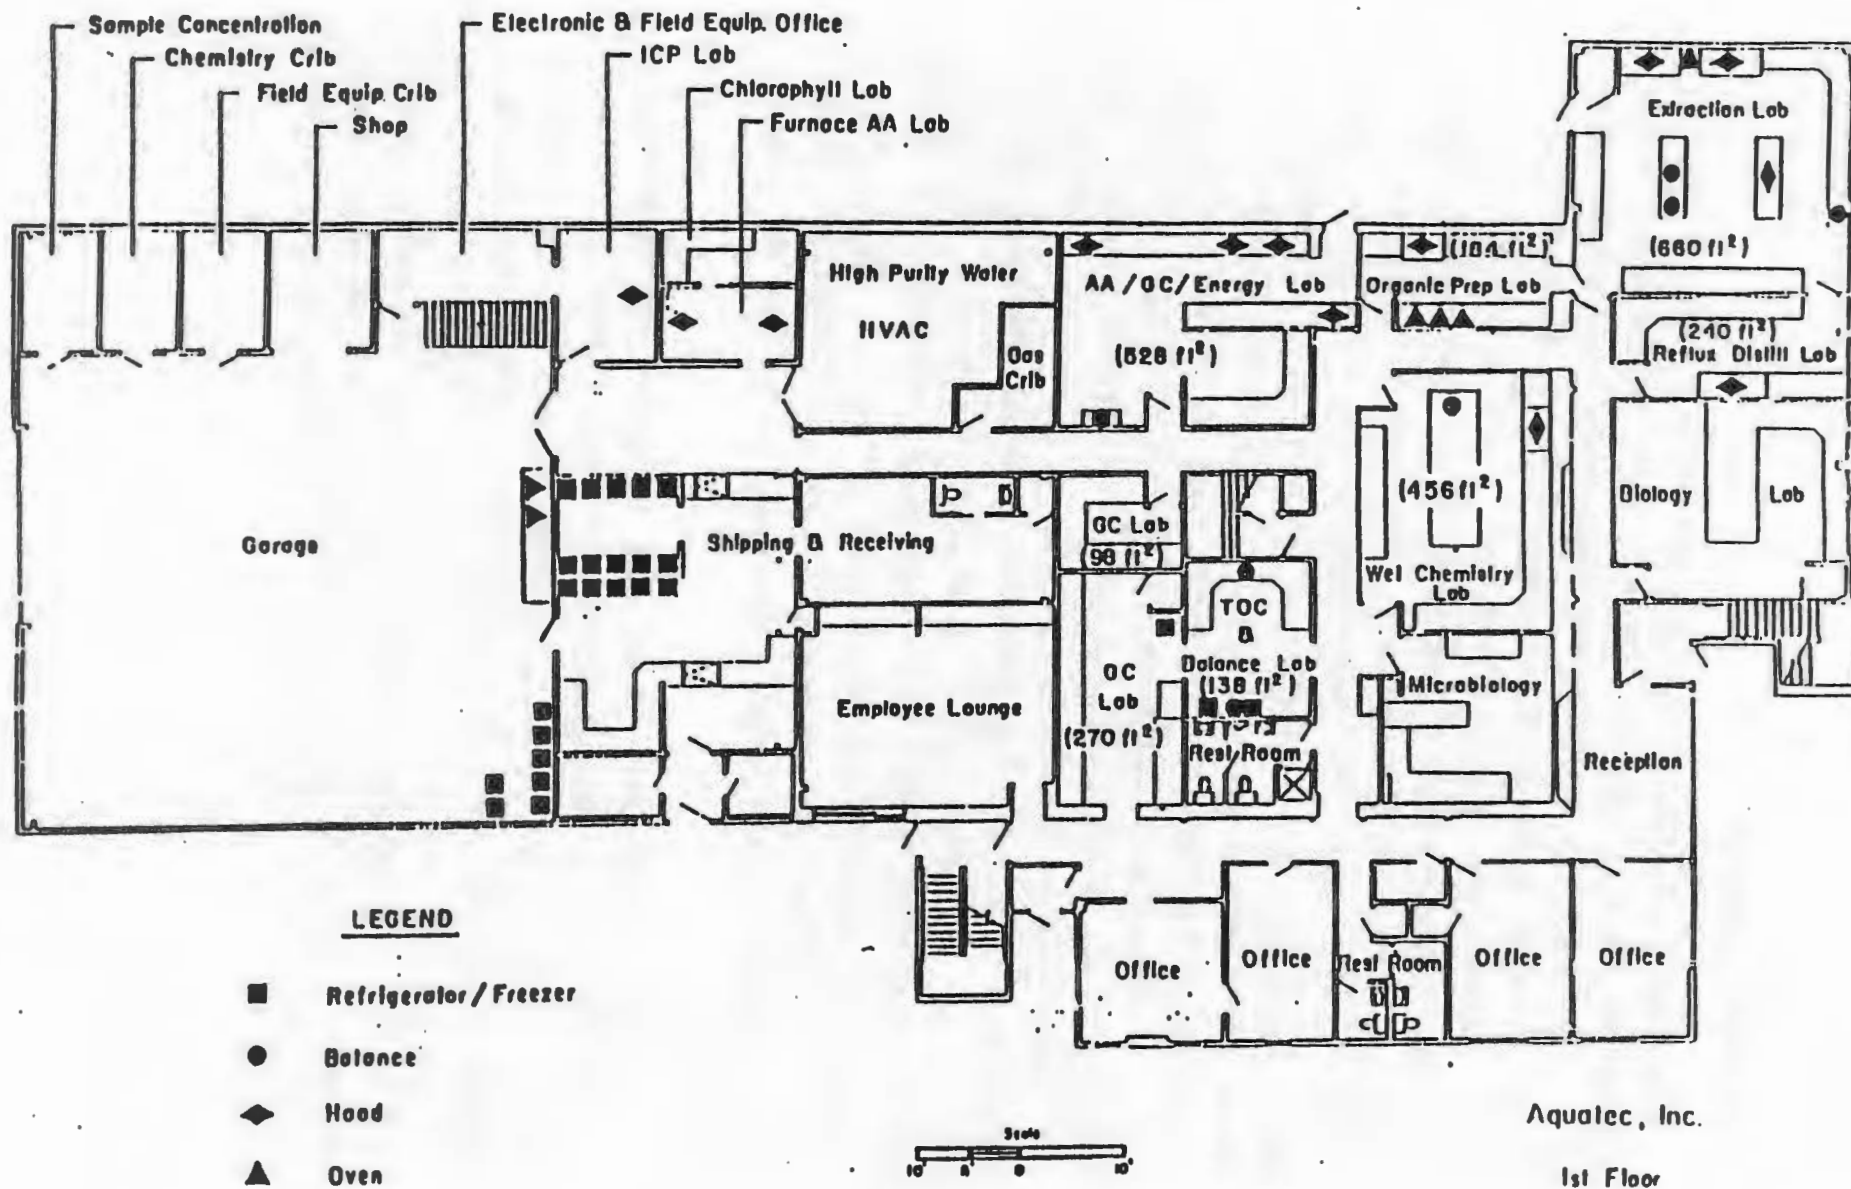 Sample Concentration
Chemistry Crib
Field Equip. Crib
Shop
Electronic & Field Equip. Office
ICP Lab
Chlorophyll Lab
Furnace AA Lab
Extraction Lab
(660 ft²)
High Purity Water
HVAC
Gas
Crib
AA/GC/Energy Lab
(528 ft²)
(184 ft²)
Organic Prep Lab
(240 ft²)
Reflux Distill Lab
Garage
Shipping & Receiving
GC Lab
(98 ft²)
(456 ft²)
Wet Chemistry
Lab
Biology Lab
TOC
&
Balance Lab
(138 ft²)
GC
Lab
(270 ft²)
Employee Lounge
Microbiology
Rest Room
Reception
Office
Office
Rest Room
Office
Office
LEGEND
Refrigerator/Freezer
Balance
Hood
Oven
Scale
10' 5' 0 10'
Aquatec, Inc.
1st Floor